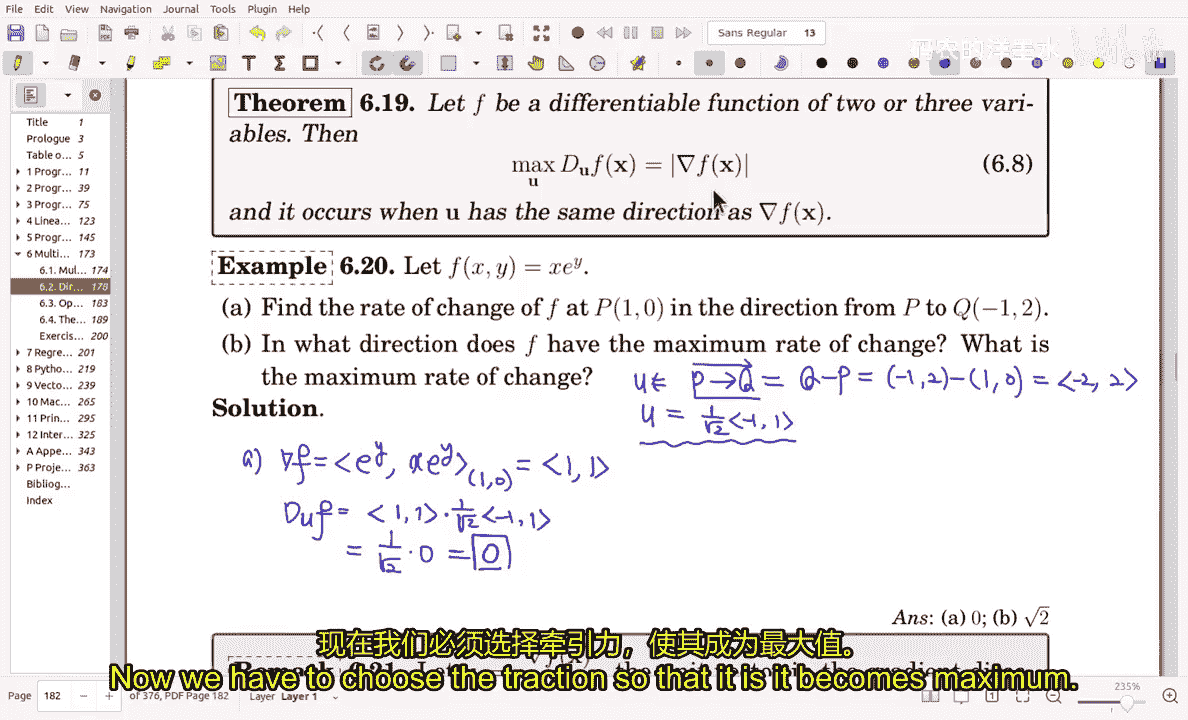 File Edit View Navigation Journal Tools Plugin Help
Sans Regular 13
Title 1
Prologue 3
Table o... 5
1 Progr... 11
2 Progr... 39
3 Progr... 75
4 Linea... 123
5 Progr... 145
6 Multi... 173
6.1. Mul... 174
6.2. Dir... 178
6.3. Op... 183
6.4. The... 189
Exercis... 200
7 Regre... 201
8 Pytho... 219
9 Vecto... 239
10 Mac... 265
11 Prin... 295
12 Inter... 325
A Appe... 343
P Proje... 363
Bibliog...
Index
Theorem 6.19. Let f be a differentiable function of two or three vari-
ables. Then
max D_u f(x) = |∇f(x)| (6.8)
u
and it occurs when u has the same direction as ∇f(x).
Example 6.20. Let f(x, y) = xe^y.
(a) Find the rate of change of f at P(1, 0) in the direction from P to Q(−1, 2).
(b) In what direction does f have the maximum rate of change? What is
the maximum rate of change?
u ∈ P→Q = Q−P = (−1, 2)−(1, 0) = <−2, 2>
Solution.
u = 1/√2 <−1, 1>
a) ∇f = <e^y, xe^y>_(1,0) = <1, 1>
D_u f = <1, 1> · 1/√2 <−1, 1>
= 1/√2 · 0 = 0
Ans: (a) 0; (b) √2
现在我们必须选择牵引力，使其成为最大值。
Now we have to choose the traction so that it is it becomes maximum.
Page 182 of 376, PDF Page 182 Layer Layer 1 235%